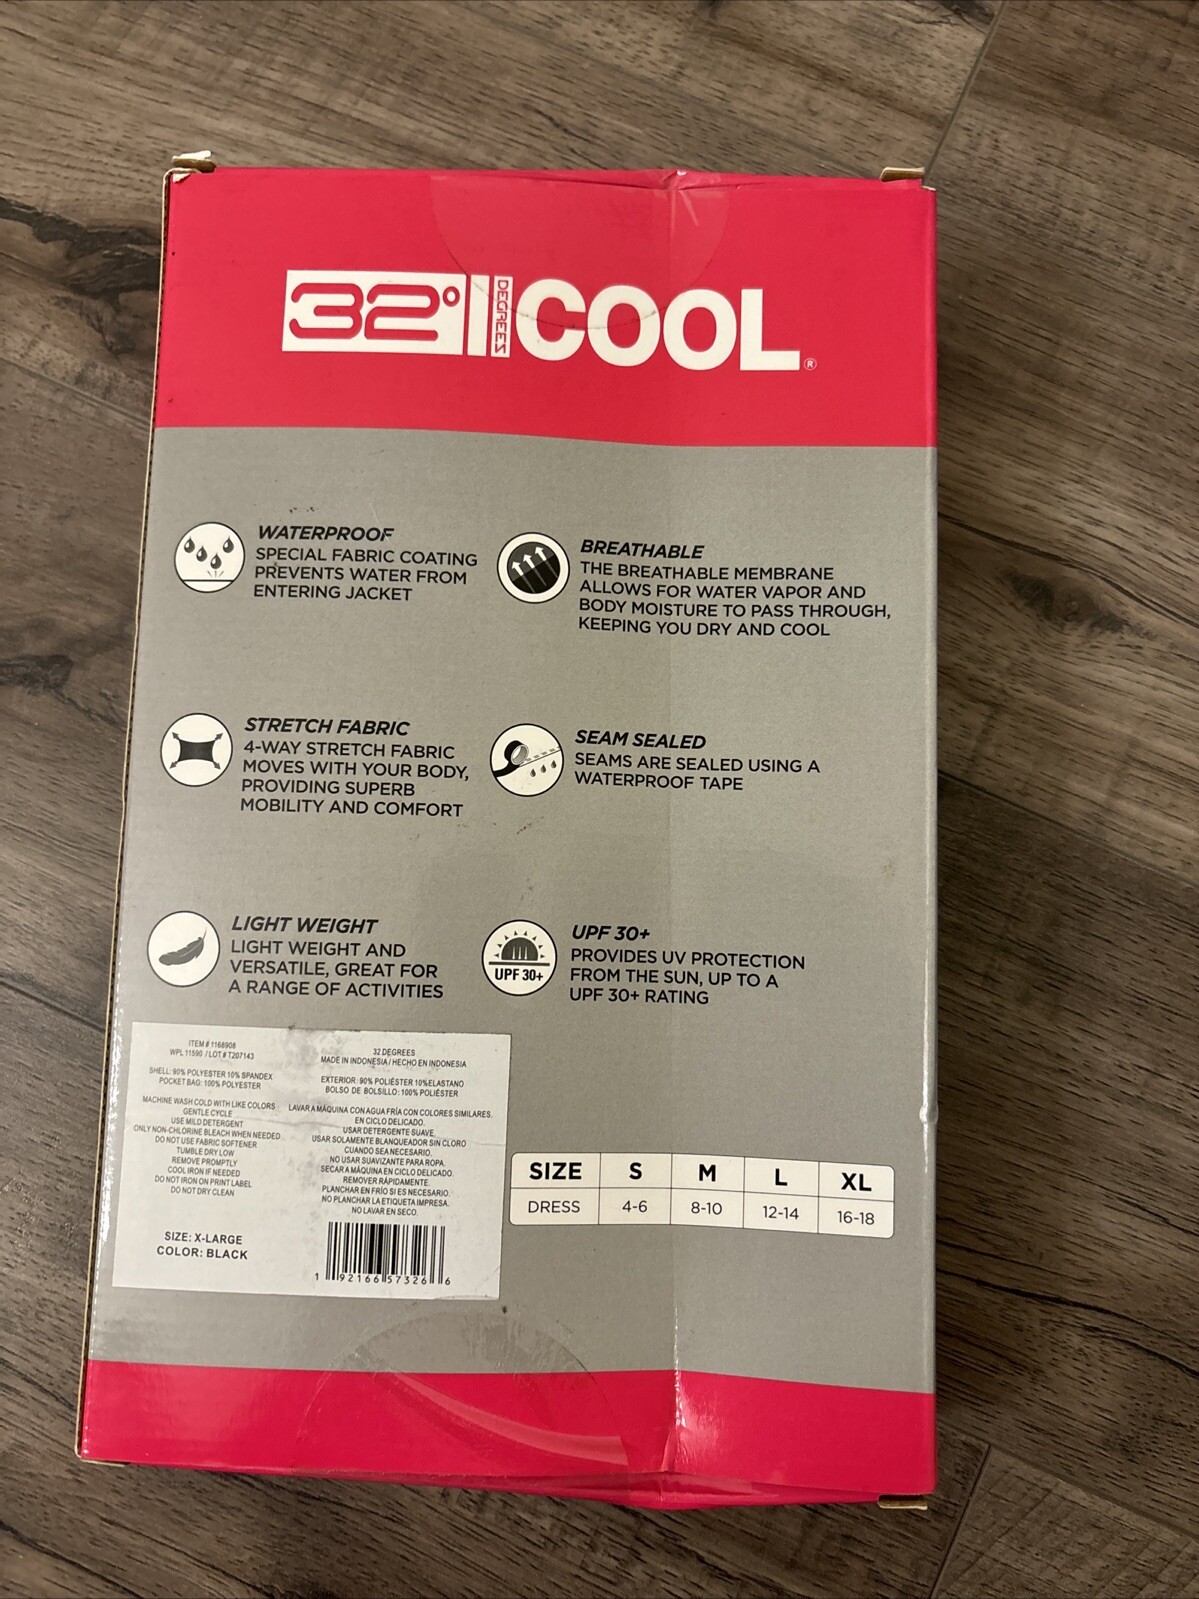 32° DEGREES COOL®
WATERPROOF
SPECIAL FABRIC COATING
PREVENTS WATER FROM
ENTERING JACKET
BREATHABLE
THE BREATHABLE MEMBRANE
ALLOWS FOR WATER VAPOR AND
BODY MOISTURE TO PASS THROUGH,
KEEPING YOU DRY AND COOL
STRETCH FABRIC
4-WAY STRETCH FABRIC
MOVES WITH YOUR BODY,
PROVIDING SUPERB
MOBILITY AND COMFORT
SEAM SEALED
SEAMS ARE SEALED USING A
WATERPROOF TAPE
LIGHT WEIGHT
LIGHT WEIGHT AND
VERSATILE, GREAT FOR
A RANGE OF ACTIVITIES
UPF 30+
UPF 30+
PROVIDES UV PROTECTION
FROM THE SUN, UP TO A
UPF 30+ RATING
ITEM # 1168908
WPL 11590 / LOT # T207143
SHELL: 90% POLYESTER 10% SPANDEX
POCKET BAG: 100% POLYESTER
MACHINE WASH COLD WITH LIKE COLORS
GENTLE CYCLE
USE MILD DETERGENT
ONLY NON-CHLORINE BLEACH WHEN NEEDED
DO NOT USE FABRIC SOFTENER
TUMBLE DRY LOW
REMOVE PROMPTLY
COOL IRON IF NEEDED
DO NOT IRON ON PRINT LABEL
DO NOT DRY CLEAN
SIZE: X-LARGE
COLOR: BLACK
32 DEGREES
MADE IN INDONESIA / HECHO EN INDONESIA
EXTERIOR: 90% POLIÉSTER 10%ELASTANO
BOLSO DE BOLSILLO: 100% POLIÉSTER
LAVAR A MÁQUINA CON AGUA FRÍA CON COLORES SIMILARES.
EN CICLO DELICADO.
USAR DETERGENTE SUAVE.
USAR SOLAMENTE BLANQUEADOR SIN CLORO
CUANDO SEA NECESARIO.
NO USAR SUAVIZANTE PARA ROPA.
SECAR A MÁQUINA EN CICLO DELICADO.
REMOVER RÁPIDAMENTE.
PLANCHAR EN FRÍO SI ES NECESARIO.
NO PLANCHAR LA ETIQUETA IMPRESA.
NO LAVAR EN SECO.
1 92166 57326 6
SIZE S M L XL
DRESS 4-6 8-10 12-14 16-18